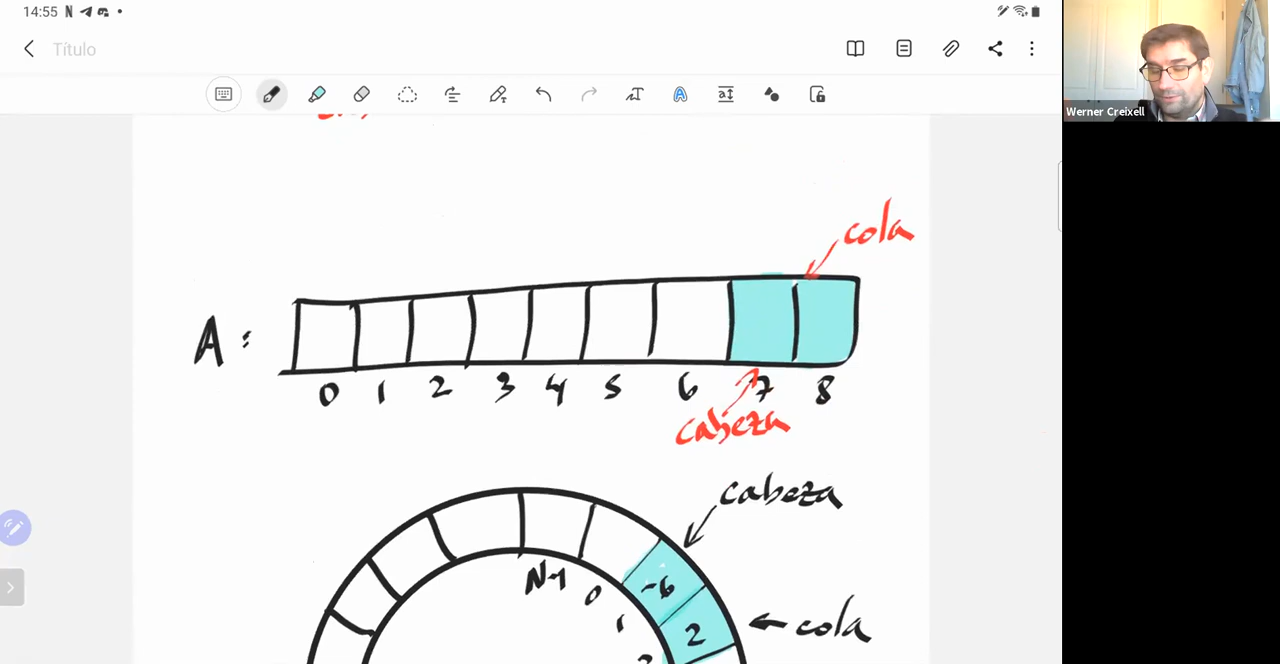 14:55 N
Título
Werner Creixell
cola
A:
0 1 2 3 4 5 6 7 8
cabeza
cabeza
-6
N-1
0
1
← cola
2